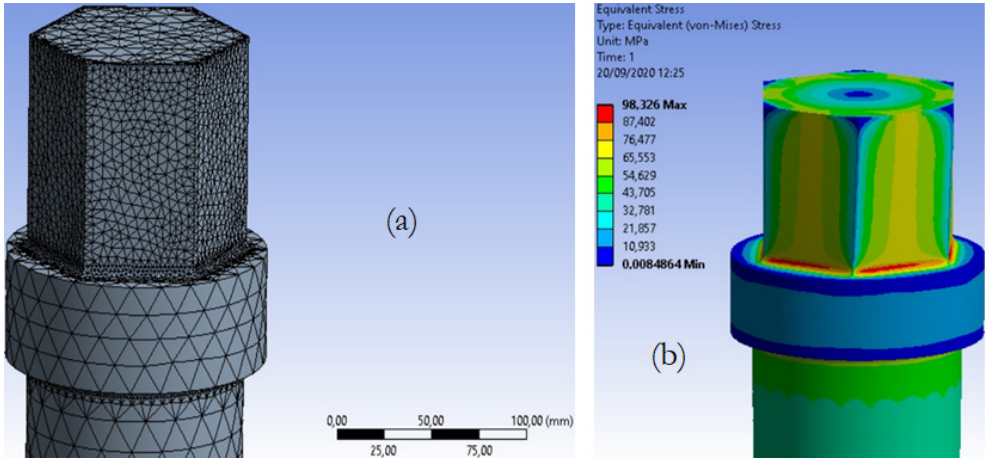 (a)
0,00 50,00 100,00 (mm)
25,00 75,00
Equivalent Stress
Type: Equivalent (von-Mises) Stress
Unit: MPa
Time: 1
20/09/2020 12:25
98,326 Max
87,402
76,477
65,553
54,629
43,705
32,781
21,857
10,933
0,0084864 Min
(b)